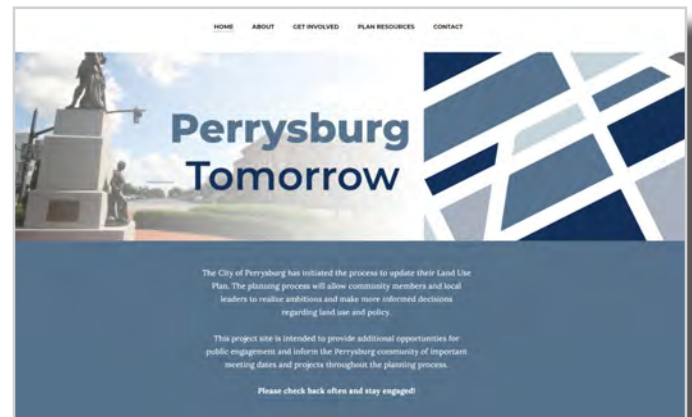 HOME ABOUT GET INVOLVED PLAN RESOURCES CONTACT
Perrysburg
Tomorrow
The City of Perrysburg has initiated the process to update their Land Use
Plan. The planning process will allow community members and local
leaders to realize ambitions and make more informed decisions
regarding land use and policy.
This project site is intended to provide additional opportunities for
public engagement and inform the Perrysburg community of important
meeting dates and projects throughout the planning process.
Please check back often and stay engaged!